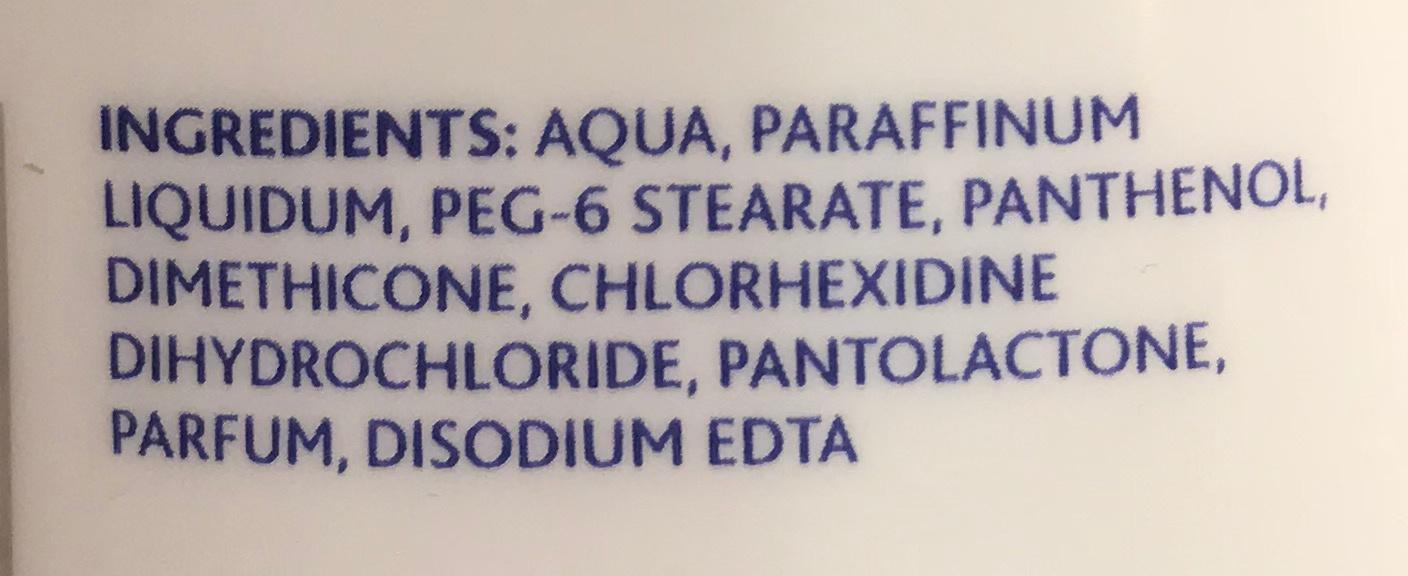 INGREDIENTS: AQUA, PARAFFINUM
LIQUIDUM, PEG-6 STEARATE, PANTHENOL,
DIMETHICONE, CHLORHEXIDINE
DIHYDROCHLORIDE, PANTOLACTONE,
PARFUM, DISODIUM EDTA